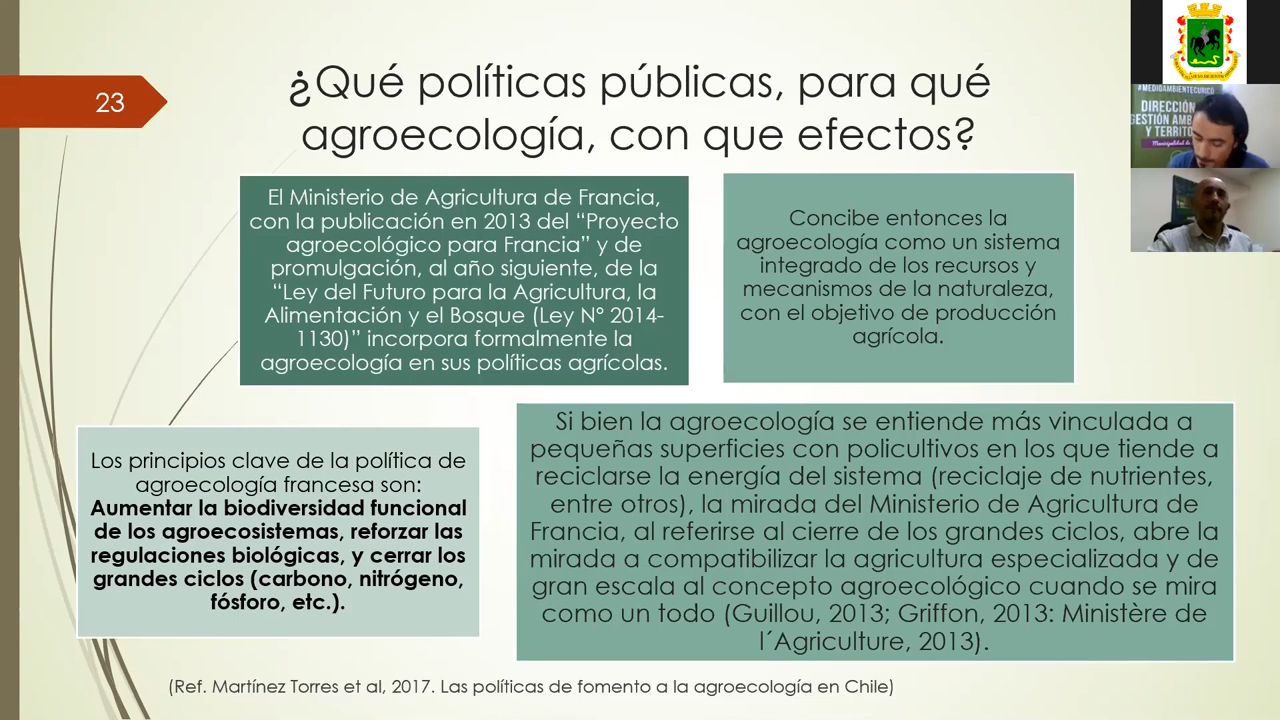 23
¿Qué políticas públicas, para qué
agroecología, con que efectos?
El Ministerio de Agricultura de Francia,
con la publicación en 2013 del “Proyecto
agroecológico para Francia” y de
promulgación, al año siguiente, de la
“Ley del Futuro para la Agricultura, la
Alimentación y el Bosque (Ley N° 2014-
1130)” incorpora formalmente la
agroecología en sus políticas agrícolas.
Concibe entonces la
agroecología como un sistema
integrado de los recursos y
mecanismos de la naturaleza,
con el objetivo de producción
agrícola.
Los principios clave de la política de
agroecología francesa son:
Aumentar la biodiversidad funcional
de los agroecosistemas, reforzar las
regulaciones biológicas, y cerrar los
grandes ciclos (carbono, nitrógeno,
fósforo, etc.).
Si bien la agroecología se entiende más vinculada a
pequeñas superficies con policultivos en los que tiende a
reciclarse la energía del sistema (reciclaje de nutrientes,
entre otros), la mirada del Ministerio de Agricultura de
Francia, al referirse al cierre de los grandes ciclos, abre la
mirada a compatibilizar la agricultura especializada y de
gran escala al concepto agroecológico cuando se mira
como un todo (Guillou, 2013; Griffon, 2013: Ministère de
l´Agriculture, 2013).
(Ref. Martínez Torres et al, 2017. Las políticas de fomento a la agroecología en Chile)
#MEDIOAMBIENTECURICÓ
DIRECCIÓN
GESTIÓN AMB
Y TERRITO
Municipalidad de